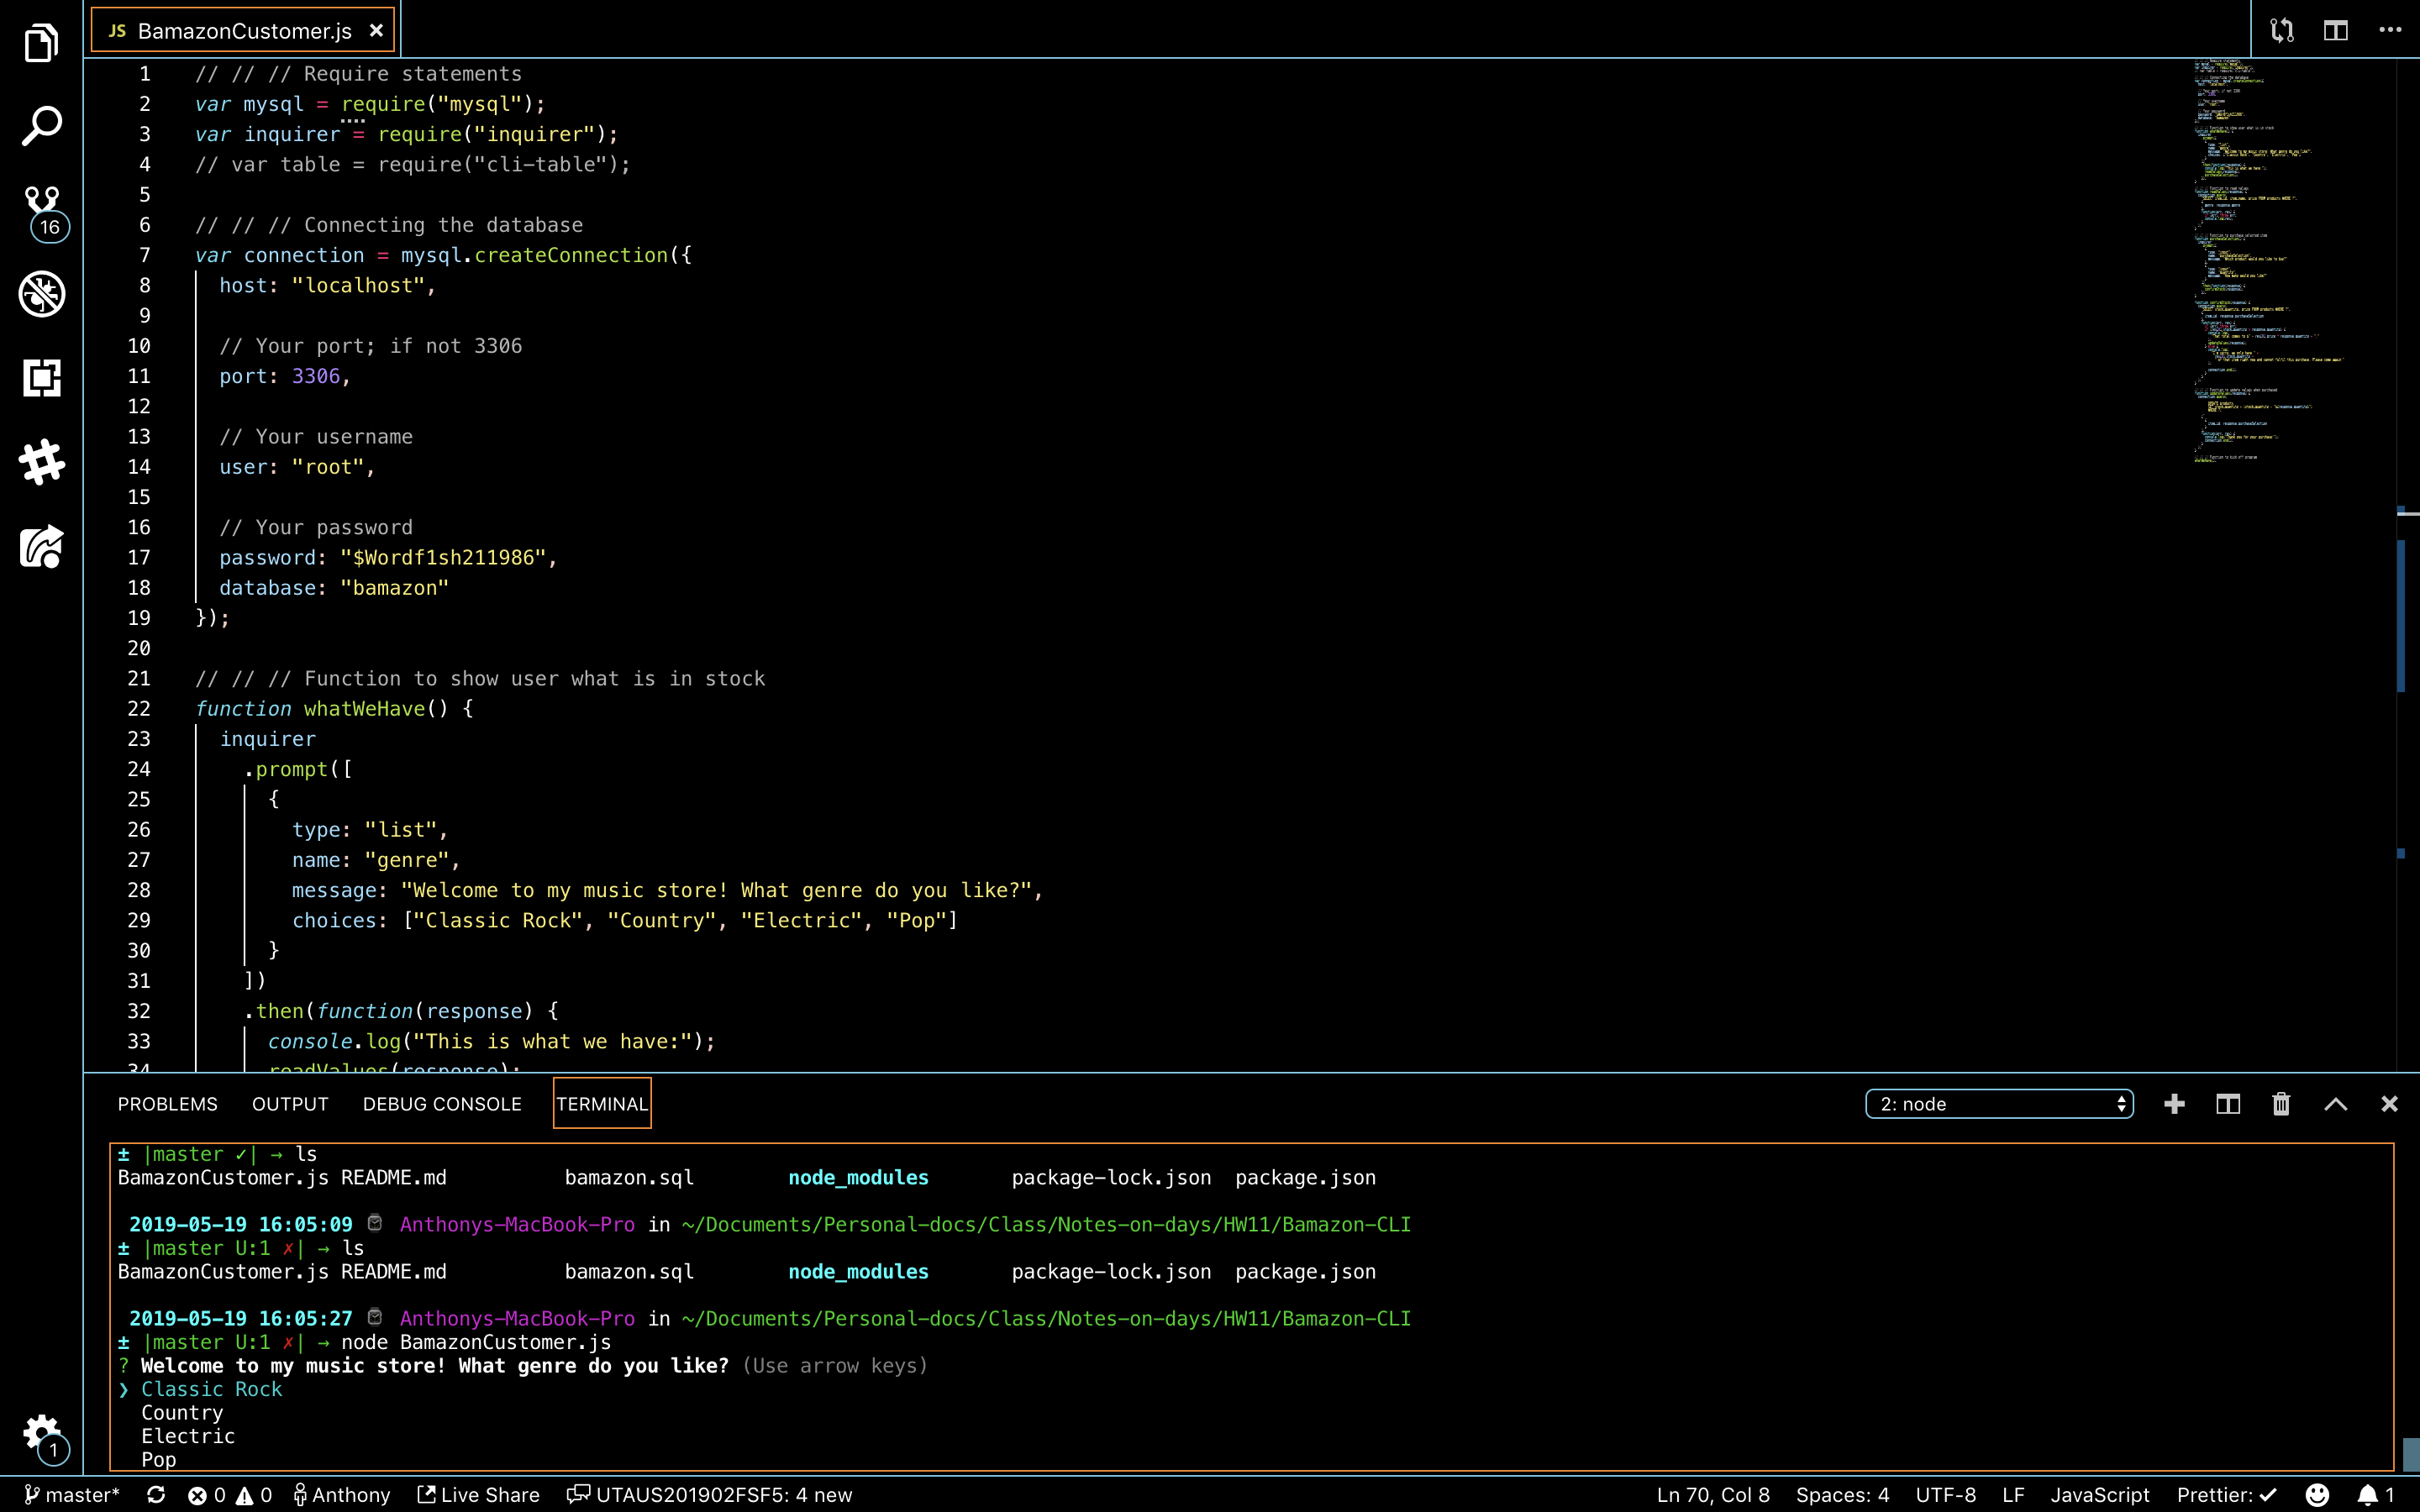 JS BamazonCustomer.js ×
1 // // // Require statements
2 var mysql = require("mysql");
3 var inquirer = require("inquirer");
4 // var table = require("cli-table");
5
6 // // // Connecting the database
7 var connection = mysql.createConnection({
8 host: "localhost",
9
10 // Your port; if not 3306
11 port: 3306,
12
13 // Your username
14 user: "root",
15
16 // Your password
17 password: "$Wordf1sh211986",
18 database: "bamazon"
19 });
20
21 // // // Function to show user what is in stock
22 function whatWeHave() {
23 inquirer
24 .prompt([
25 {
26 type: "list",
27 name: "genre",
28 message: "Welcome to my music store! What genre do you like?",
29 choices: ["Classic Rock", "Country", "Electric", "Pop"]
30 }
31 ])
32 .then(function(response) {
33 console.log("This is what we have:");
34 readValues(response);
16
1
PROBLEMS OUTPUT DEBUG CONSOLE TERMINAL 2: node
± |master ✓| → ls
BamazonCustomer.js README.md bamazon.sql node_modules package-lock.json package.json
2019-05-19 16:05:09 Anthonys-MacBook-Pro in ~/Documents/Personal-docs/Class/Notes-on-days/HW11/Bamazon-CLI
± |master U:1 ✗| → ls
BamazonCustomer.js README.md bamazon.sql node_modules package-lock.json package.json
2019-05-19 16:05:27 Anthonys-MacBook-Pro in ~/Documents/Personal-docs/Class/Notes-on-days/HW11/Bamazon-CLI
± |master U:1 ✗| → node BamazonCustomer.js
? Welcome to my music store! What genre do you like? (Use arrow keys)
❯ Classic Rock
Country
Electric
Pop
master* 0 0 Anthony Live Share UTAUS201902FSF5: 4 new Ln 70, Col 8 Spaces: 4 UTF-8 LF JavaScript Prettier: ✓ 1